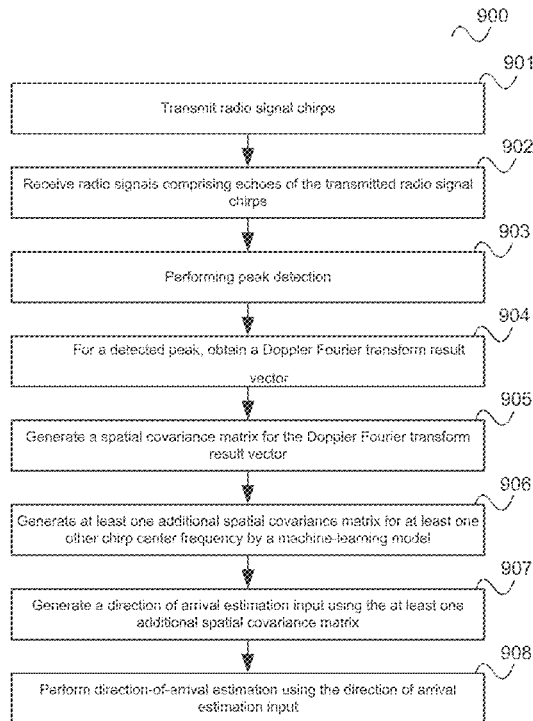 900
901
Transmit radio signal chirps
902
Receive radio signals comprising echoes of the transmitted radio signal
chirps
903
Performing peak detection
904
For a detected peak, obtain a Doppler Fourier transform result
vector
905
Generate a spatial covariance matrix for the Doppler Fourier transform
result vector
906
Generate at least one additional spatial covariance matrix for at least one
other chirp center frequency by a machine-learning model
907
Generate a direction of arrival estimation input using the at least one
additional spatial covariance matrix
908
Perform direction-of-arrival estimation using the direction of arrival
estimation input